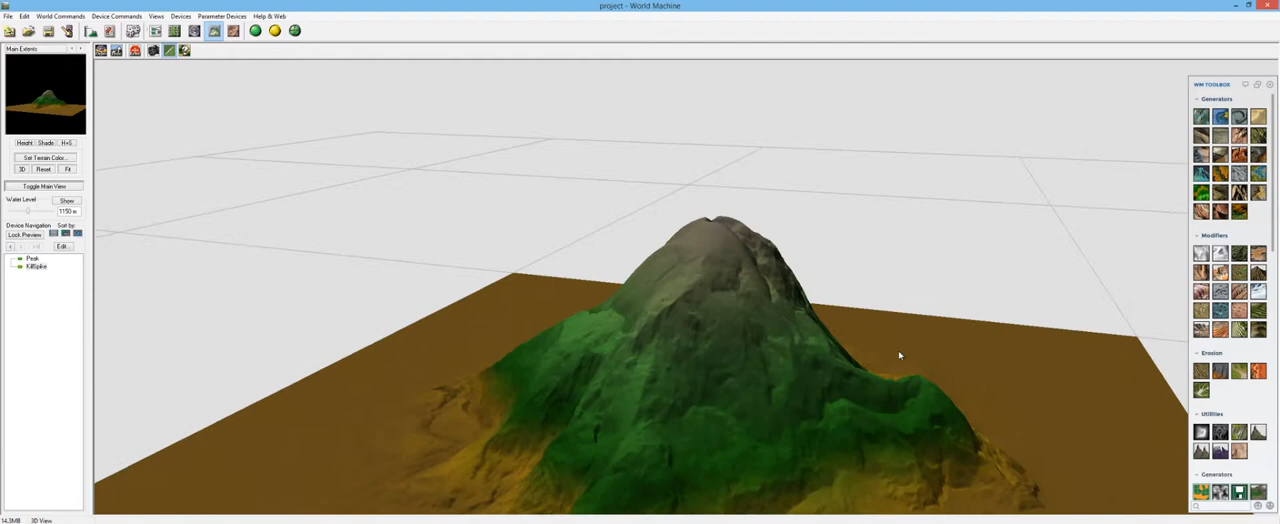 project - World Machine
File Edit World Commands Device Commands Views Devices Parameter Devices Help & Web
Main Extents
Height Shade H+S
Set Terrain Color...
3D Reset Fit
Toggle Main View
Water Level Show
1150 m
Device Navigation Sort by:
Lock Preview
Edit...
Peak
KillSpike
WM TOOLBOX
Generators
Modifiers
Erosion
Utilities
Generators
14.3MB 3D View